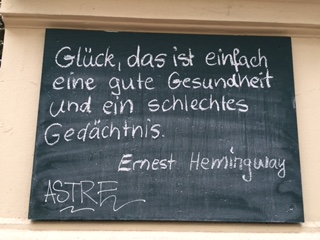 Glück, das ist einfach
eine gute Gesundheit
und ein schlechtes
Gedächtnis.
Ernest Hemingway
ASTRE